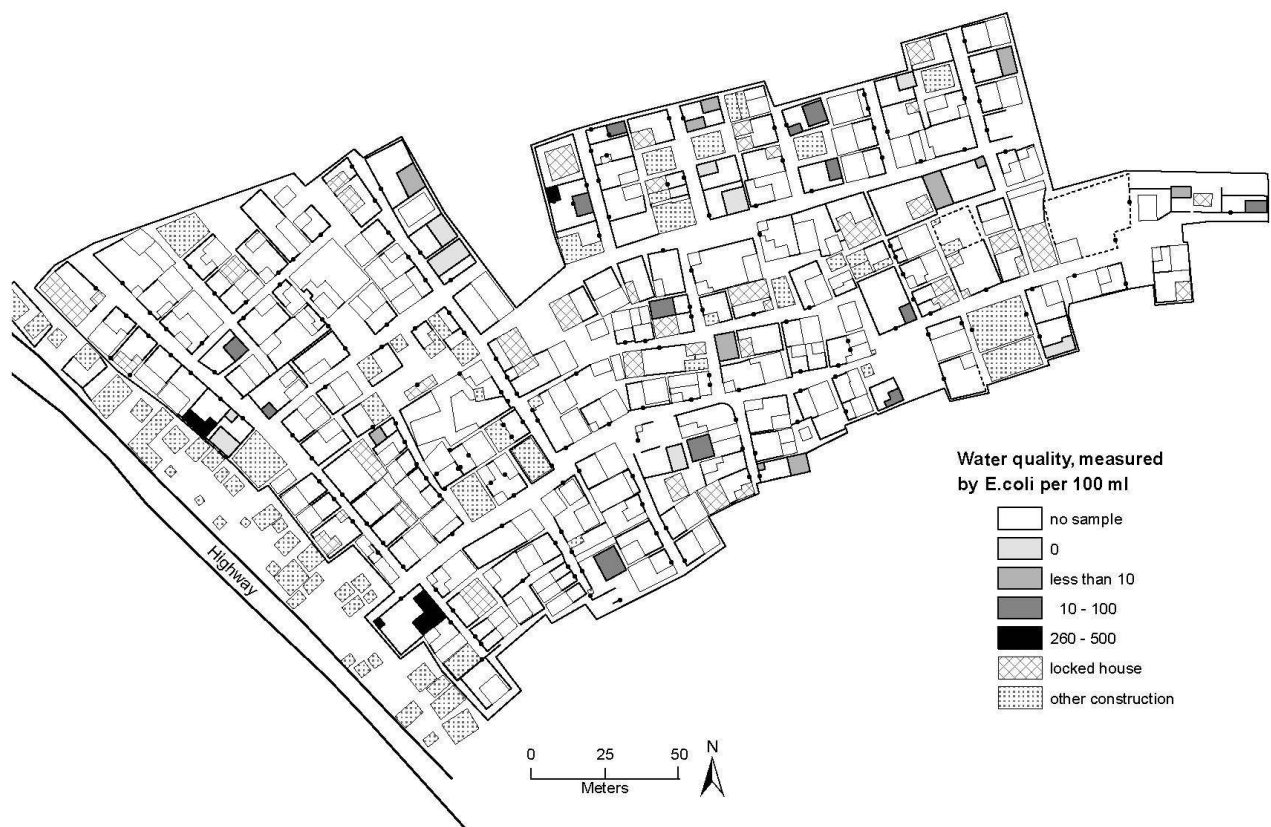 Highway
Water quality, measured
by E.coli per 100 ml
no sample
0
less than 10
10 - 100
260 - 500
locked house
other construction
0 25 50
Meters
N